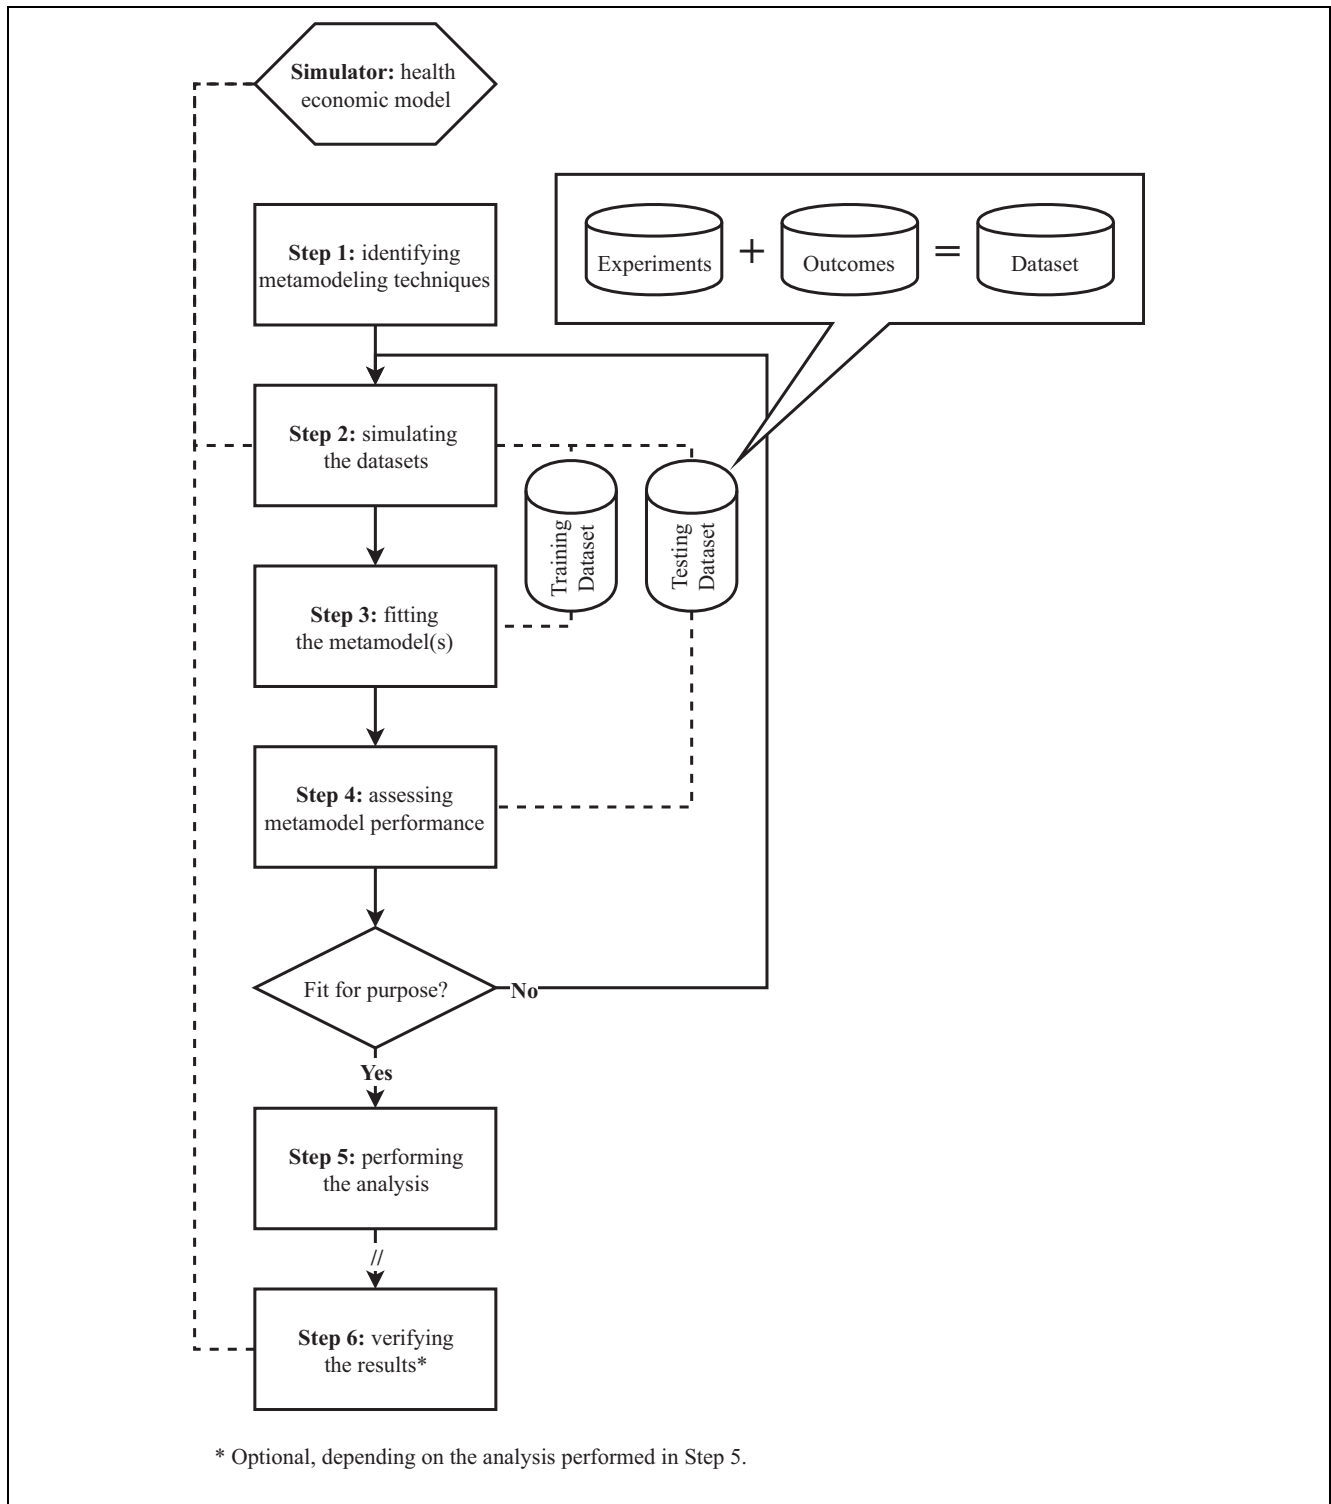 Simulator: health
economic model
Step 1: identifying
metamodeling techniques
Experiments + Outcomes = Dataset
Step 2: simulating
the datasets
Training
Dataset
Testing
Dataset
Step 3: fitting
the metamodel(s)
Step 4: assessing
metamodel performance
Fit for purpose?
No
Yes
Step 5: performing
the analysis
//
Step 6: verifying
the results*
* Optional, depending on the analysis performed in Step 5.